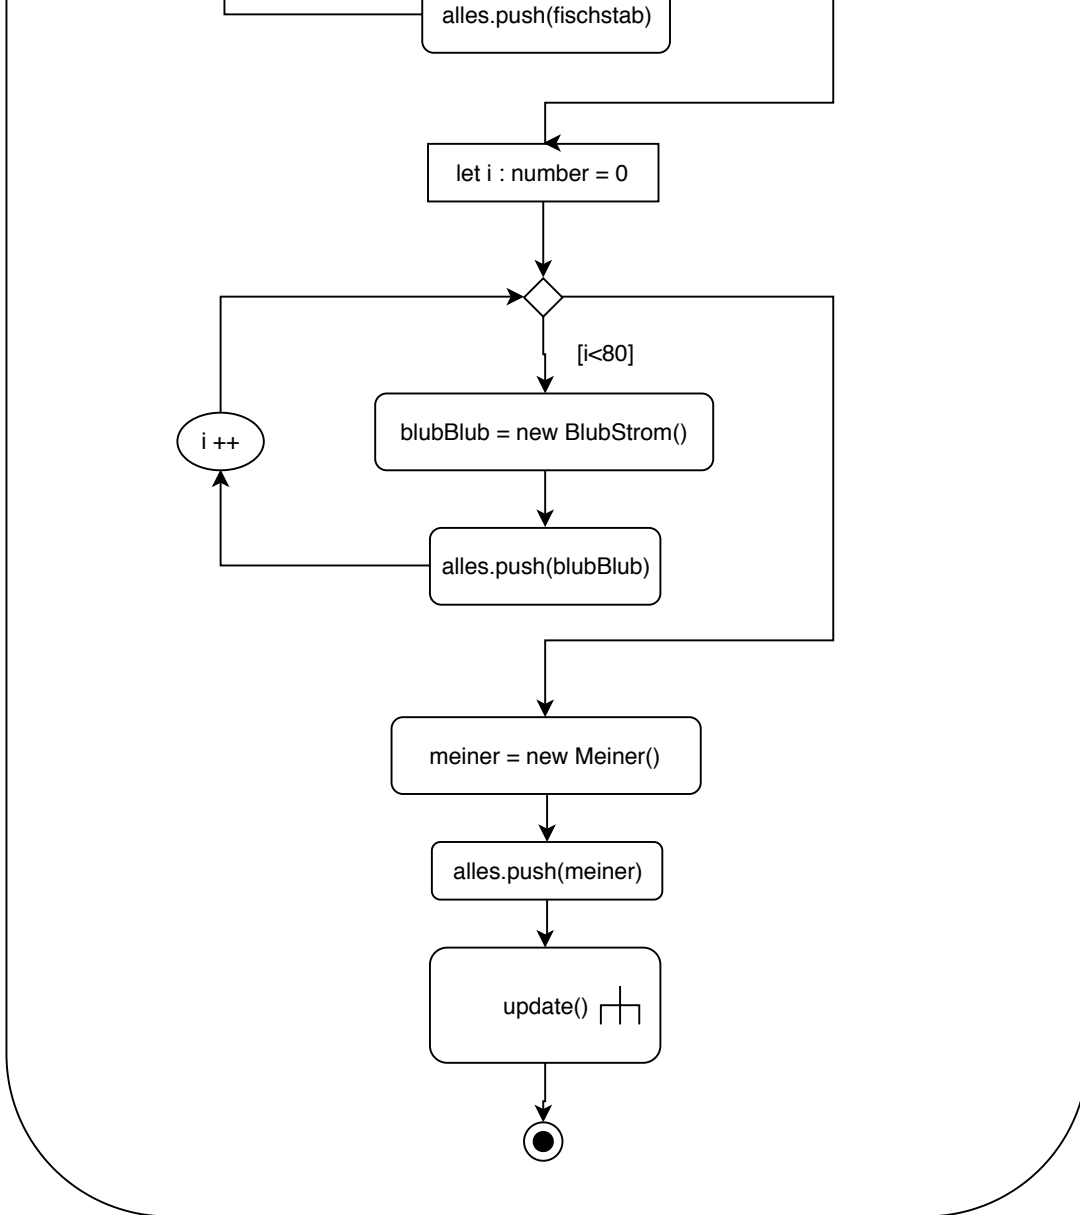 alles.push(fischstab)
let i : number = 0
[i<80]
blubBlub = new BlubStrom()
i ++
alles.push(blubBlub)
meiner = new Meiner()
alles.push(meiner)
update()